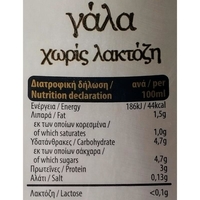 γάλα
χωρίς λακτόζη
Διατροφική δήλωση / ανά / per
Nutrition declaration 100ml
Ενέργεια / Energy 186kJ / 44kcal
Λιπαρά / Fat 1,5g
εκ των οποίων κορεσμένα /
of which saturates 1,0g
Υδατάνθρακες / Carbohydrate 4,7g
εκ των οποίων σάκχαρα /
of which sugars 4,7g
Πρωτεΐνες / Protein 3g
Αλάτι / Salt 0,13g
Λακτόζη / Lactose <0,1g